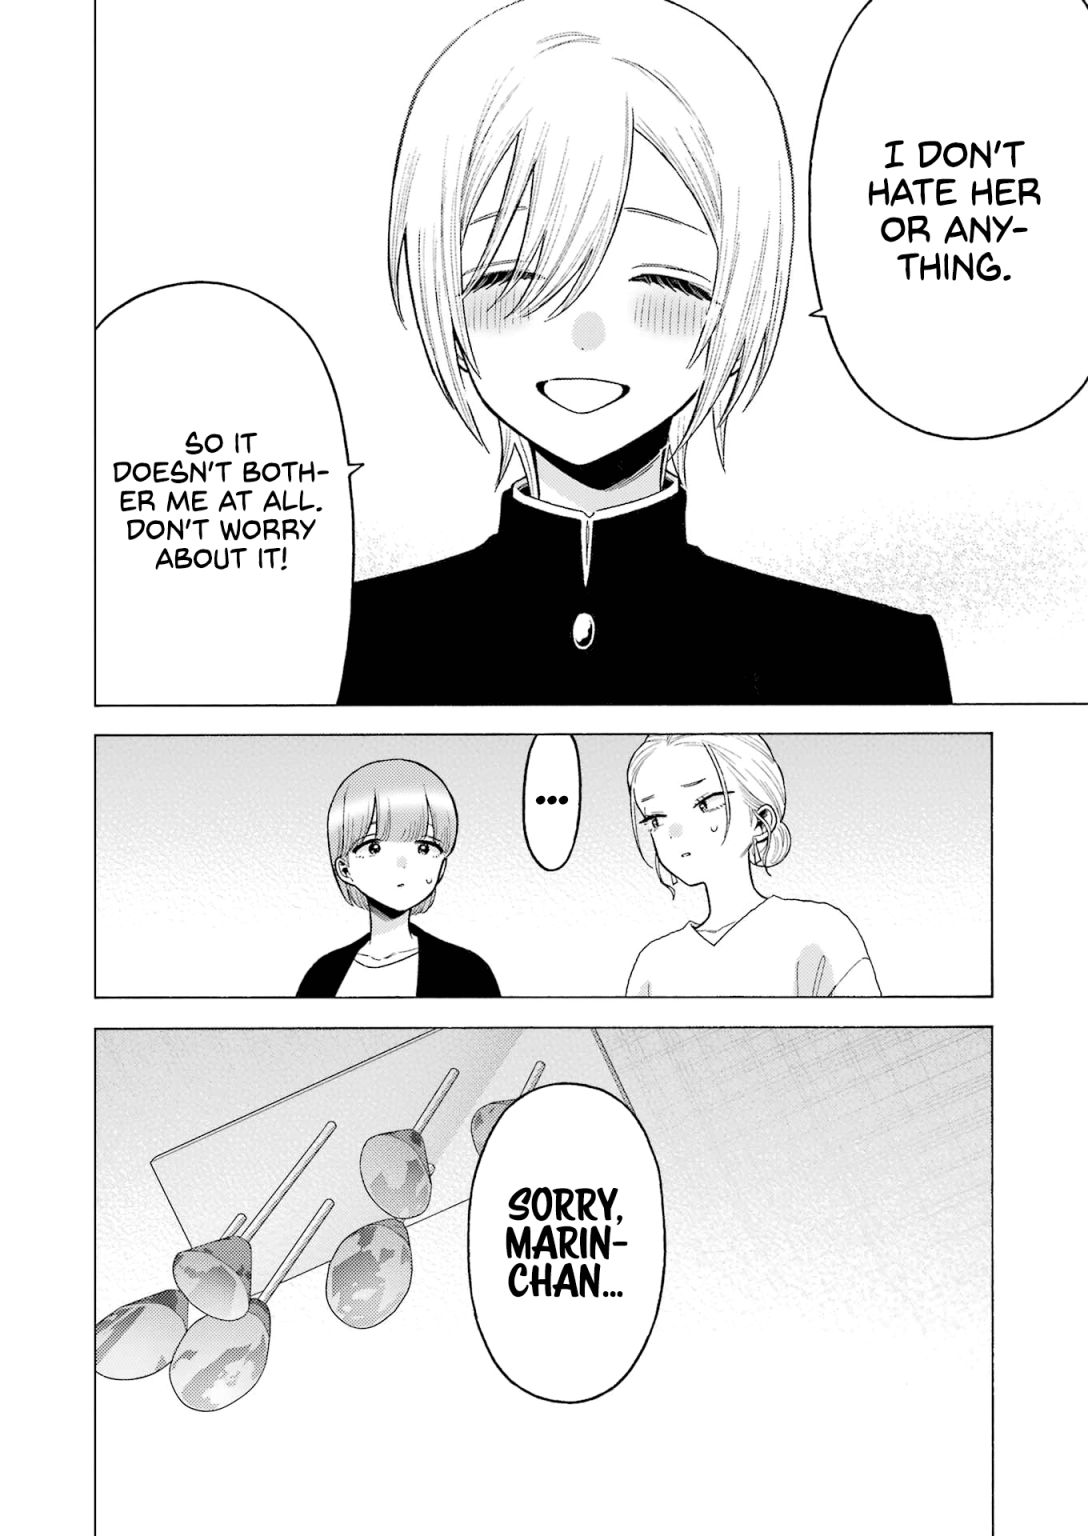 I DON'T
HATE HER
OR ANY-
THING.
SO IT
DOESN'T BOTH-
ER ME AT ALL.
DON'T WORRY
ABOUT IT!
...
SORRY,
MARIN-
CHAN...